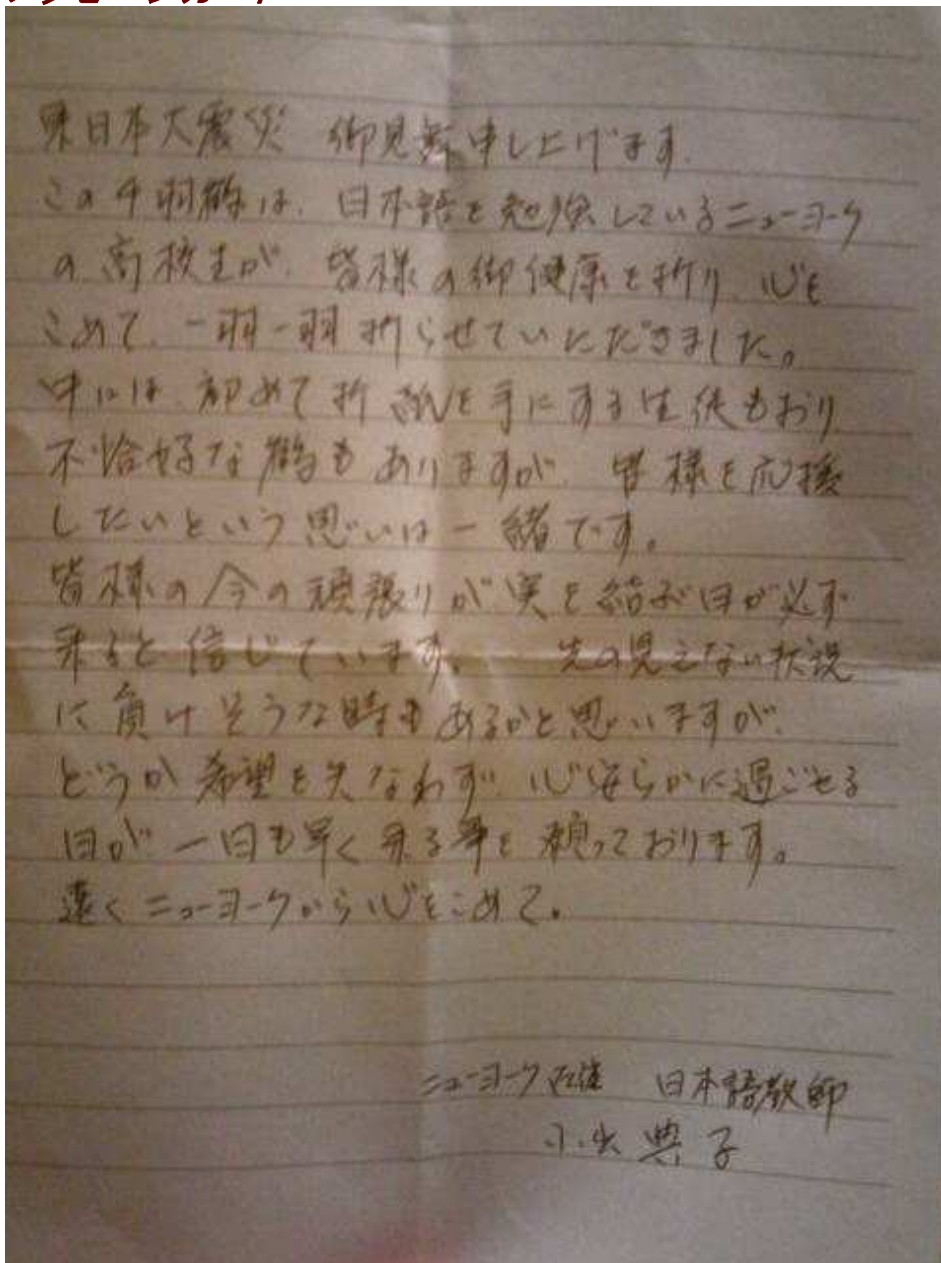 東日本大震災 御見舞申し上げます.
この千羽鶴は、日本語を勉強しているニューヨーク
の高校生が、皆様の御健康を祈り、心を
こめて、一羽一羽折らせていただきました。
中には、初めて折紙を手にする生徒もおり
不恰好な鶴もありますが、皆様を応援
したいという思いは一緒です。
皆様の今の頑張りが実を結ぶ日が必ず
来ると信じています。 先の見えない状況
に負けそうな時もあるかと思いますが、
どうか希望を失なわず、心安らかに過ごせる
日が一日も早く来る事を願っております。
遠くニューヨークから心をこめて。
ニューヨーク在住 日本語教師
典子